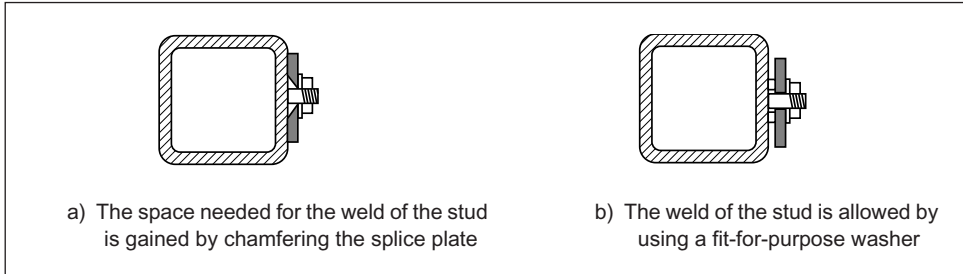 a) The space needed for the weld of the stud
is gained by chamfering the splice plate
b) The weld of the stud is allowed by
using a fit-for-purpose washer